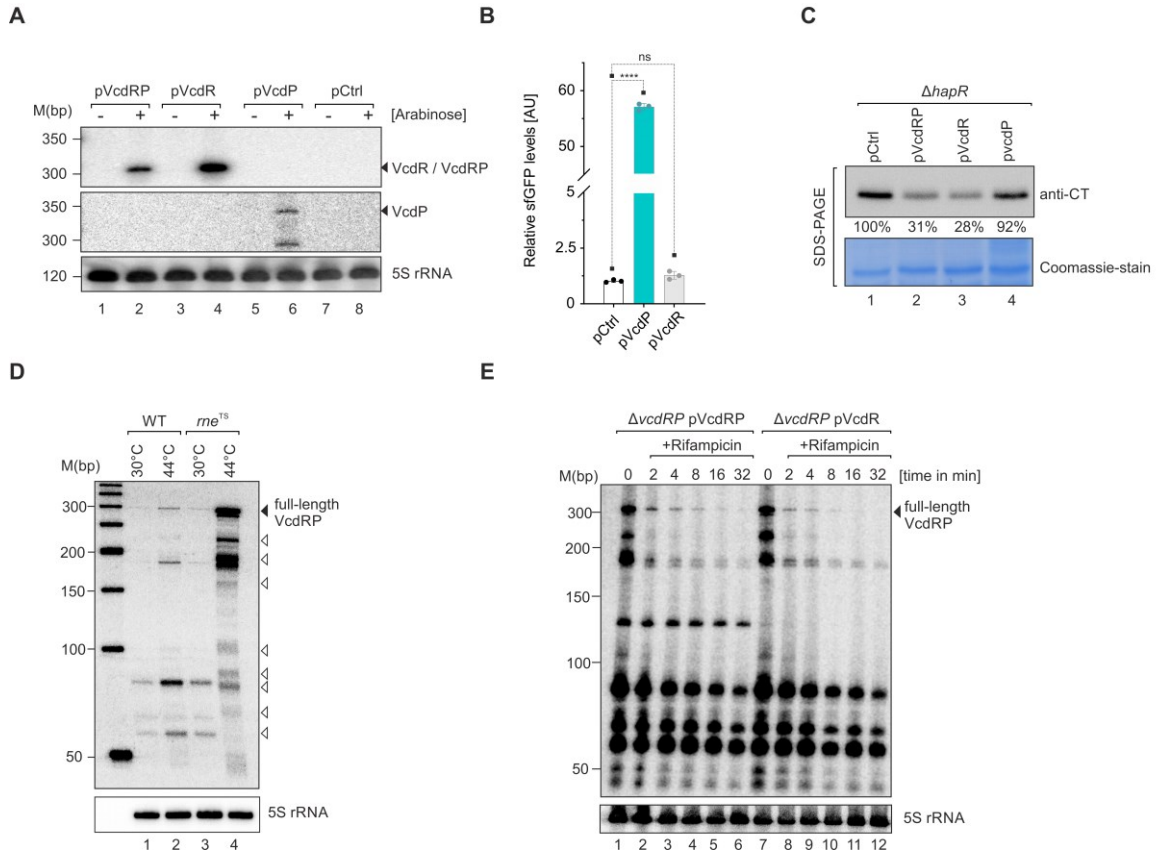 A
pVcdRP pVcdR pVcdP pCtrl
M(bp) - + - + - + - + [Arabinose]
350
300
VcdR / VcdRP
350
VcdP
300
120
5S rRNA
1 2 3 4 5 6 7 8
B
Relative sfGFP levels [AU]
ns
****
60
50
5
2.5
0
pCtrl
pVcdP
pVcdR
C
ΔhapR
pCtrl
pVcdRP
pVcdR
pvcdP
SDS-PAGE
anti-CT
100% 31% 28% 92%
Coomassie-stain
1 2 3 4
D
WT rneTS
M(bp)
30°C
44°C
30°C
44°C
300
full-length
VcdRP
200
150
100
50
5S rRNA
1 2 3 4
E
ΔvcdRP pVcdRP ΔvcdRP pVcdR
+Rifampicin +Rifampicin
M(bp) 0 2 4 8 16 32 0 2 4 8 16 32 [time in min]
300
full-length
VcdRP
200
150
100
50
5S rRNA
1 2 3 4 5 6 7 8 9 10 11 12